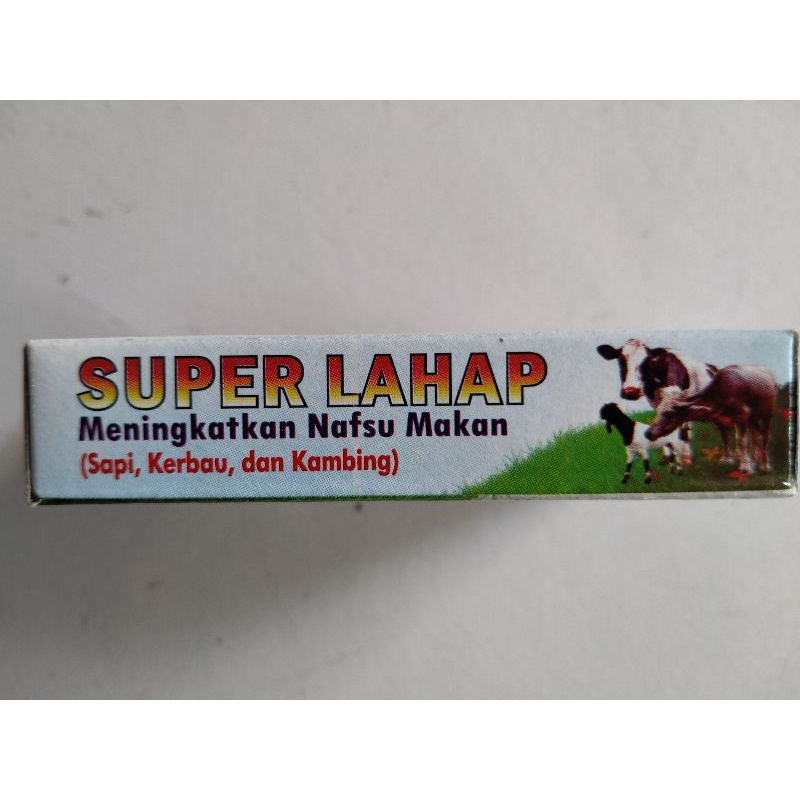 SUPER LAHAP
Meningkatkan Nafsu Makan
(Sapi, Kerbau, dan Kambing)